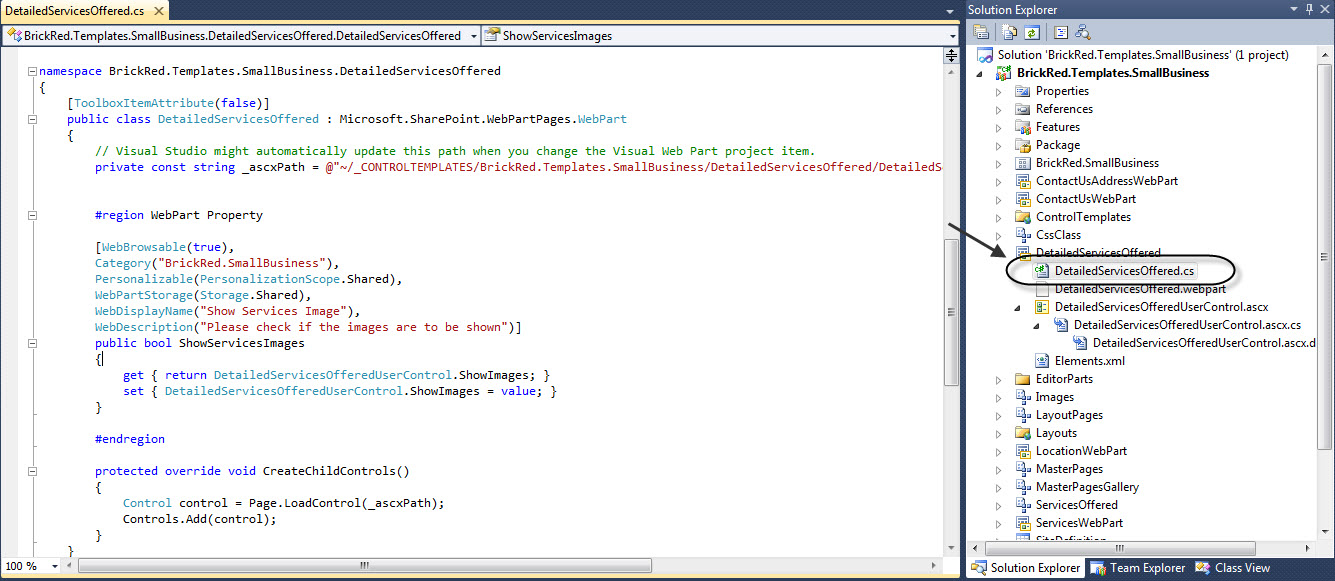 DetailedServicesOffered.cs
BrickRed.Templates.SmallBusiness.DetailedServicesOffered.DetailedServicesOffered
ShowServicesImages
namespace BrickRed.Templates.SmallBusiness.DetailedServicesOffered
{
[ToolboxItemAttribute(false)]
public class DetailedServicesOffered : Microsoft.SharePoint.WebPartPages.WebPart
{
// Visual Studio might automatically update this path when you change the Visual Web Part project item.
private const string _ascxPath = @"~/_CONTROLTEMPLATES/BrickRed.Templates.SmallBusiness/DetailedServicesOffered/DetailedS
#region WebPart Property
[WebBrowsable(true),
Category("BrickRed.SmallBusiness"),
Personalizable(PersonalizationScope.Shared),
WebPartStorage(Storage.Shared),
WebDisplayName("Show Services Image"),
WebDescription("Please check if the images are to be shown")]
public bool ShowServicesImages
{
get { return DetailedServicesOfferedUserControl.ShowImages; }
set { DetailedServicesOfferedUserControl.ShowImages = value; }
}
#endregion
protected override void CreateChildControls()
{
Control control = Page.LoadControl(_ascxPath);
Controls.Add(control);
}
}
100 %
Solution Explorer
Solution 'BrickRed.Templates.SmallBusiness' (1 project)
BrickRed.Templates.SmallBusiness
Properties
References
Features
Package
BrickRed.SmallBusiness
ContactUsAddressWebPart
ContactUsWebPart
ControlTemplates
CssClass
DetailedServicesOffered
DetailedServicesOffered.cs
DetailedServicesOffered.webpart
DetailedServicesOfferedUserControl.ascx
DetailedServicesOfferedUserControl.ascx.cs
DetailedServicesOfferedUserControl.ascx.d
Elements.xml
EditorParts
Images
LayoutPages
Layouts
LocationWebPart
MasterPages
MasterPagesGallery
ServicesOffered
ServicesWebPart
SiteDefinition
Solution Explorer
Team Explorer
Class View